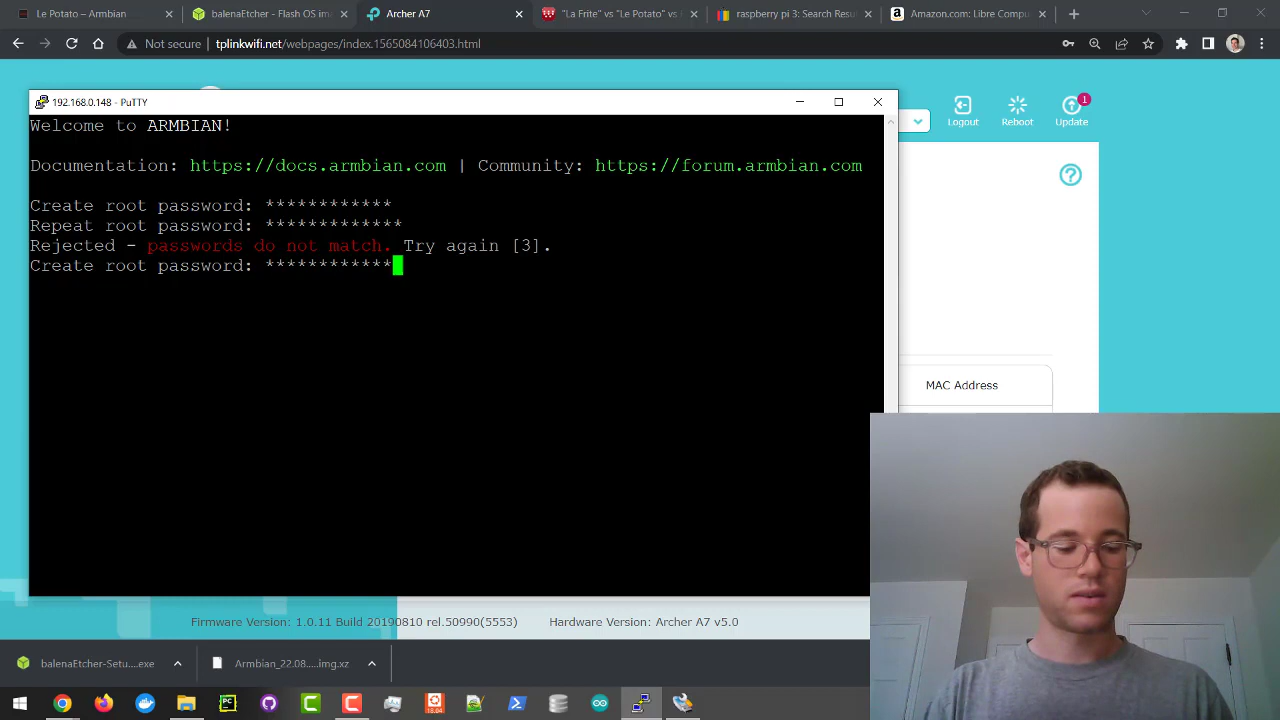 Le Potato – Armbian
balenaEtcher - Flash OS im
Archer A7
"La Frite" vs "Le Potato" vs
raspberry pi 3: Search Resu
Amazon.com: Libre Compu
Not secure
tplinkwifi.net/webpages/index.1565084106403.html
192.168.0.148 - PuTTY
Welcome to ARMBIAN!
Documentation: https://docs.armbian.com | Community: https://forum.armbian.com
Create root password: ************
Repeat root password: *************
Rejected - passwords do not match. Try again [3].
Create root password: ************
1
Logout
Reboot
Update
MAC Address
Firmware Version: 1.0.11 Build 20190810 rel.50990(5553)
Hardware Version: Archer A7 v5.0
balenaEtcher-Setu....exe
Armbian_22.08.....img.xz
PC
18.04